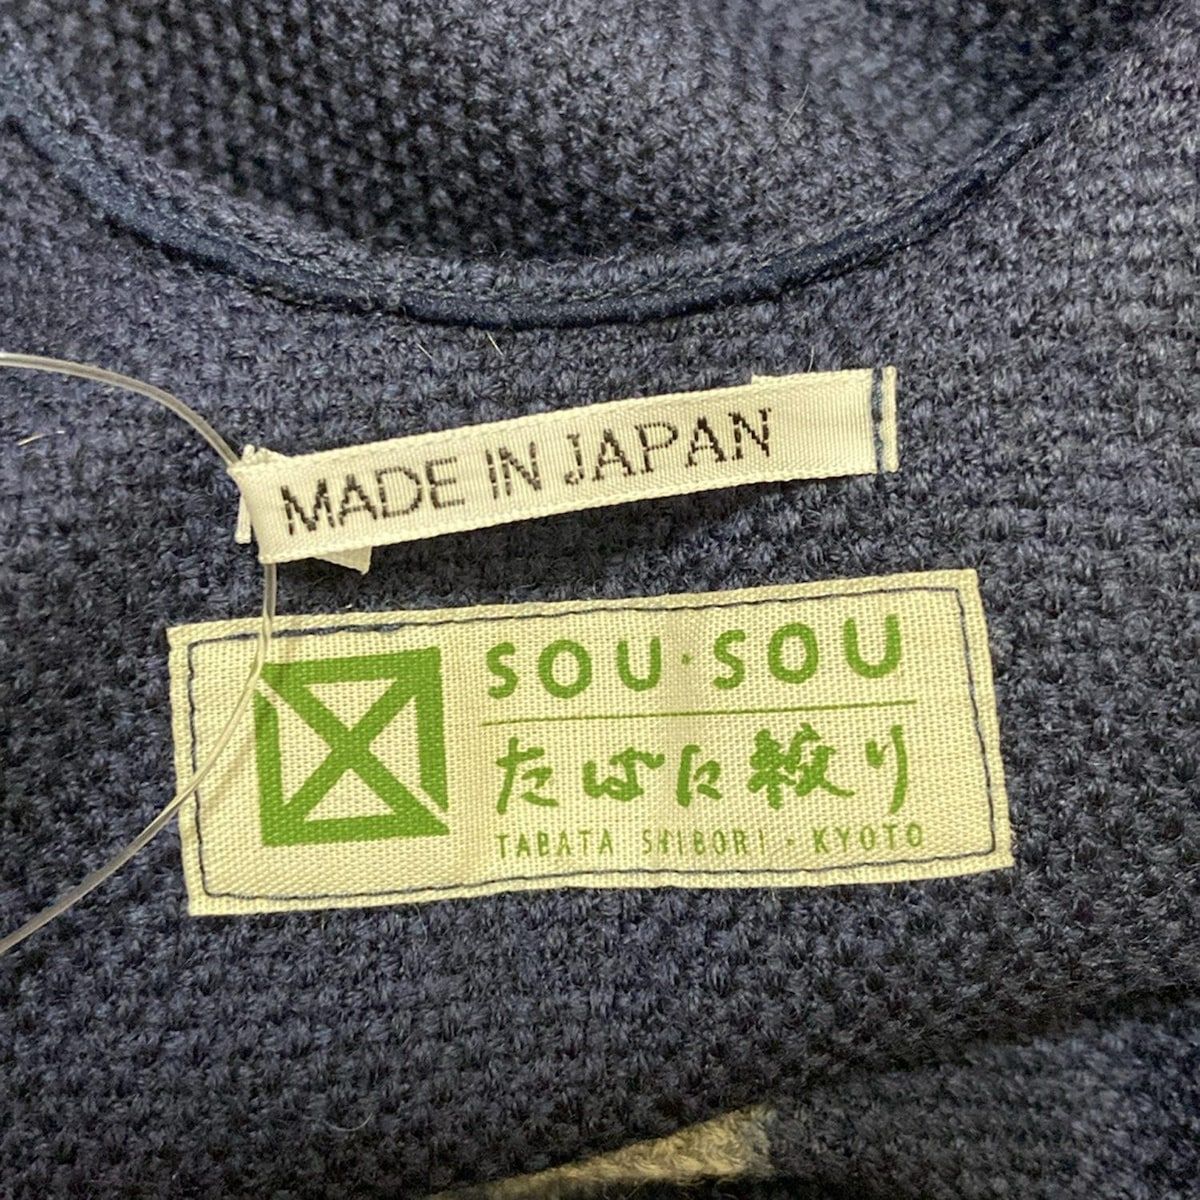 MADE IN JAPAN
SOU・SOU
たばた絞り
TABATA SHIBORI・KYOTO